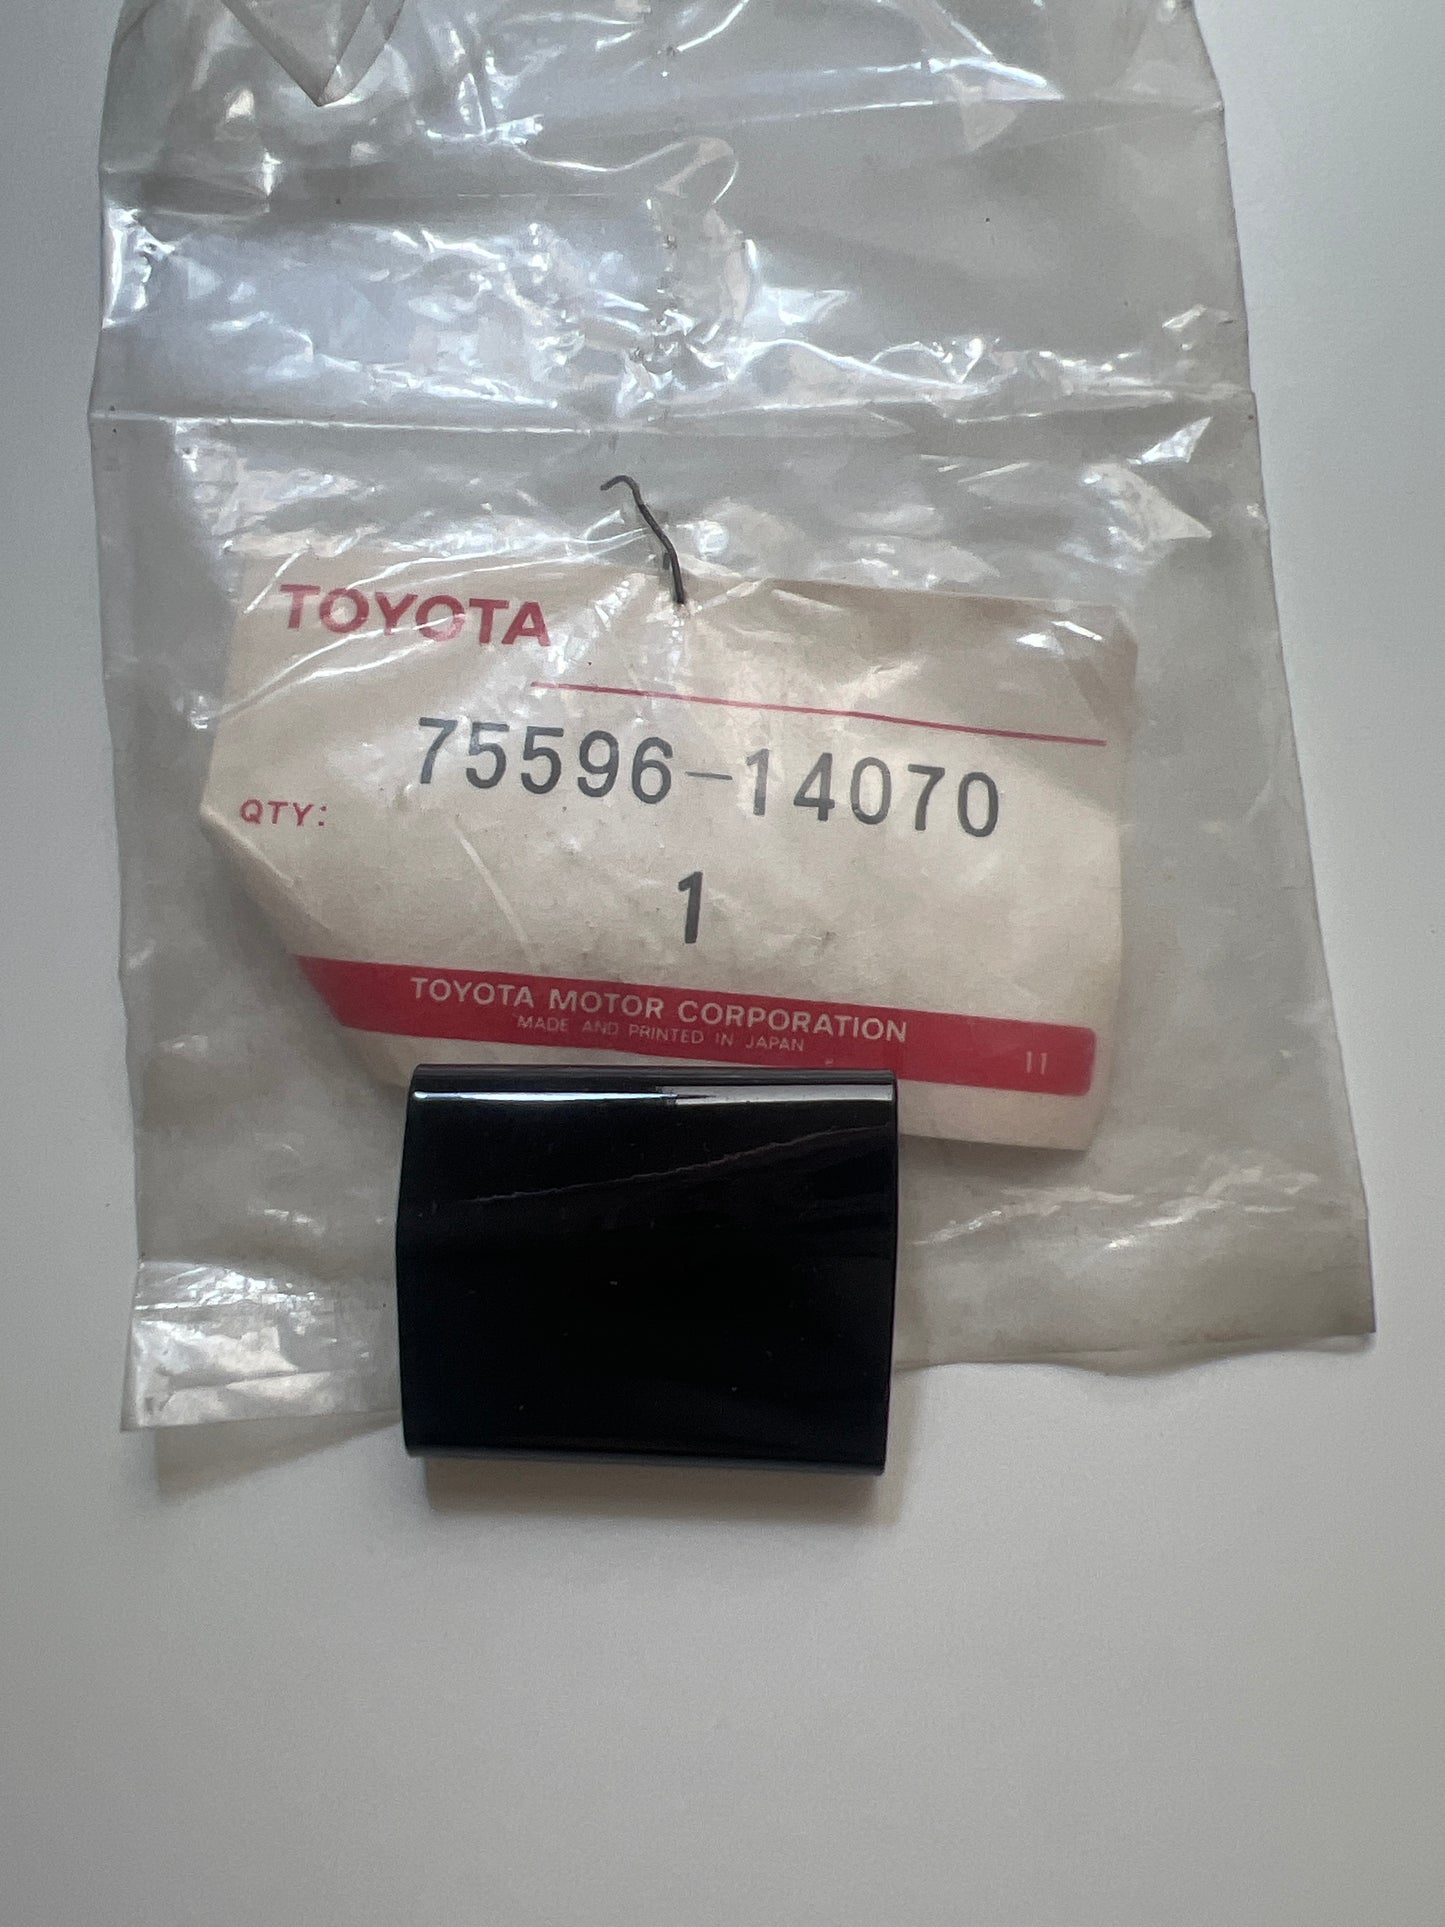 TOYOTA
75596-14070
QTY:
1
TOYOTA MOTOR CORPORATION
MADE AND PRINTED IN JAPAN
11